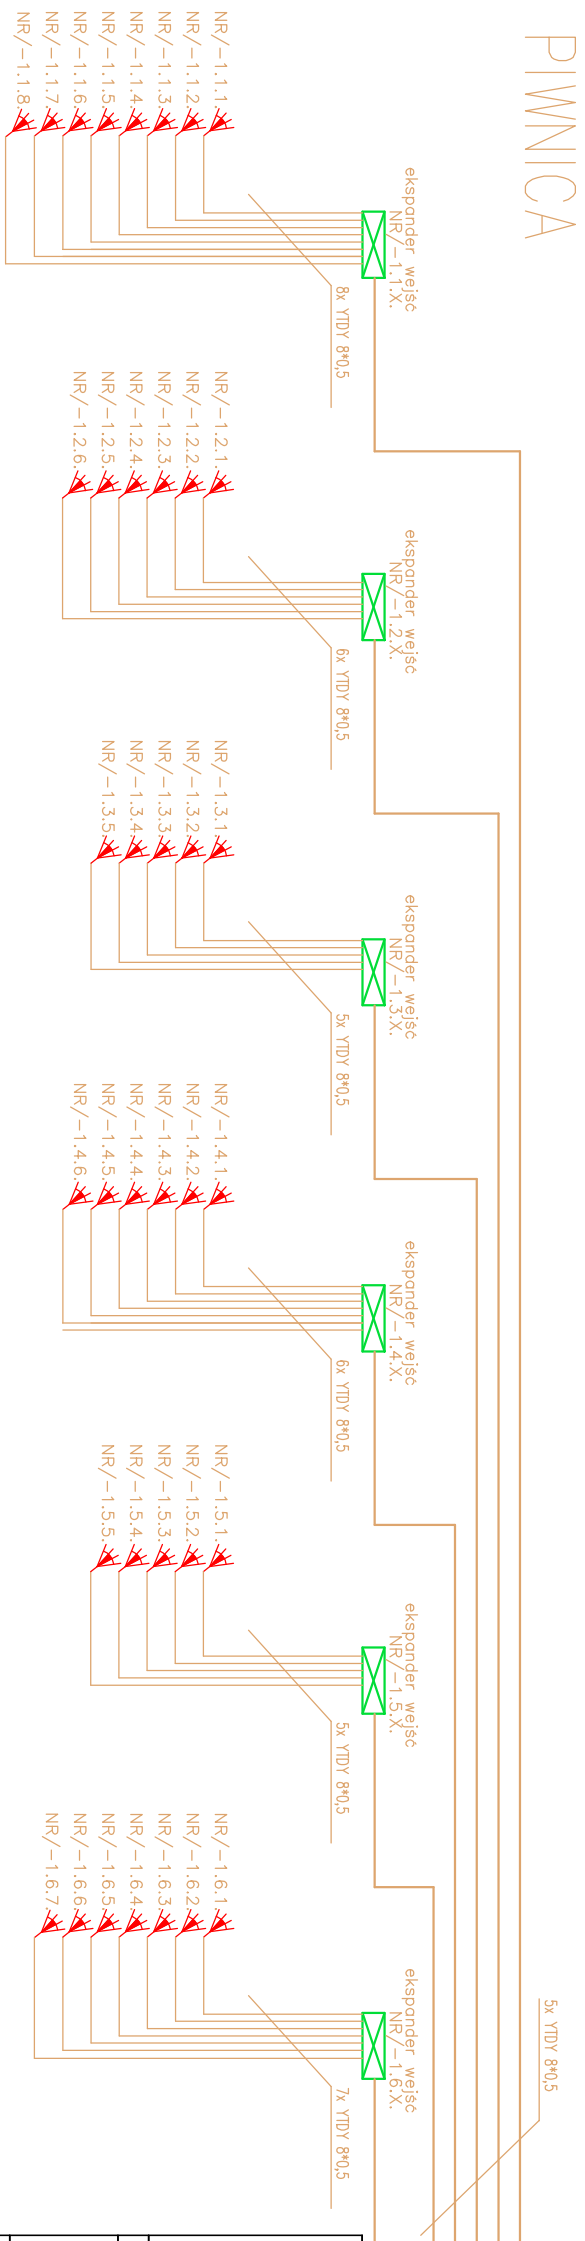 PIWNICA
ekspander wejść
NR/-1.1.X.
NR/-1.1.1.
NR/-1.1.2.
NR/-1.1.3.
NR/-1.1.4.
NR/-1.1.5.
NR/-1.1.6.
NR/-1.1.7.
NR/-1.1.8.
8x YTDY 8*0,5
ekspander wejść
NR/-1.2.X.
NR/-1.2.1.
NR/-1.2.2.
NR/-1.2.3.
NR/-1.2.4.
NR/-1.2.5.
NR/-1.2.6.
6x YTDY 8*0,5
ekspander wejść
NR/-1.3.X.
NR/-1.3.1.
NR/-1.3.2.
NR/-1.3.3.
NR/-1.3.4.
NR/-1.3.5.
5x YTDY 8*0,5
ekspander wejść
NR/-1.4.X.
NR/-1.4.1.
NR/-1.4.2.
NR/-1.4.3.
NR/-1.4.4.
NR/-1.4.5.
NR/-1.4.6.
6x YTDY 8*0,5
ekspander wejść
NR/-1.5.X.
NR/-1.5.1.
NR/-1.5.2.
NR/-1.5.3.
NR/-1.5.4.
NR/-1.5.5.
5x YTDY 8*0,5
ekspander wejść
NR/-1.6.X.
NR/-1.6.1.
NR/-1.6.2.
NR/-1.6.3.
NR/-1.6.4.
NR/-1.6.5.
NR/-1.6.6.
NR/-1.6.7.
7x YTDY 8*0,5
5x YTDY 8*0,5